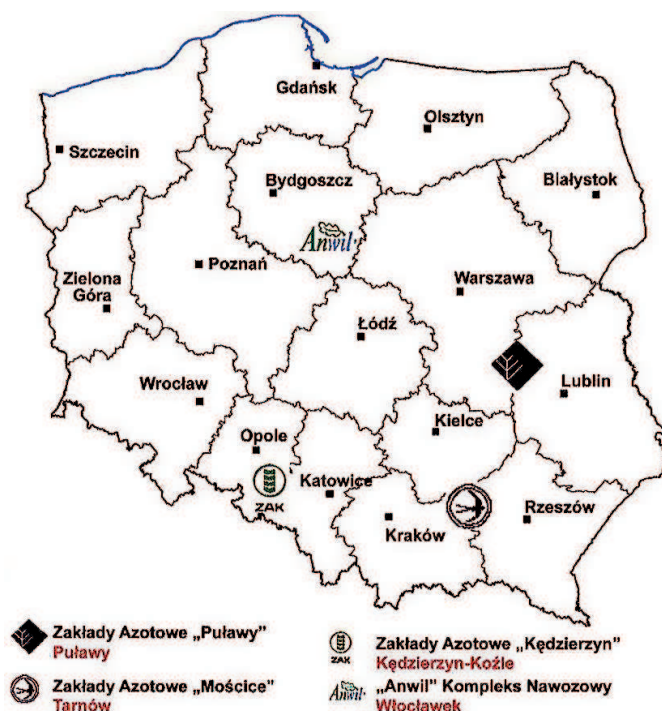 Gdańsk
Olsztyn
Szczecin
Bydgoszcz
Białystok
Anwil
Poznań
Zielona
Góra
Warszawa
Łódź
Wrocław
Lublin
Kielce
Opole
Katowice
ZAK
Kraków
Rzeszów
Zakłady Azotowe „Puławy”
Puławy
Zakłady Azotowe „Mościce”
Tarnów
ZAK
Zakłady Azotowe „Kędzierzyn”
Kędzierzyn-Koźle
Anwil
„Anwil” Kompleks Nawozowy
Włocławek